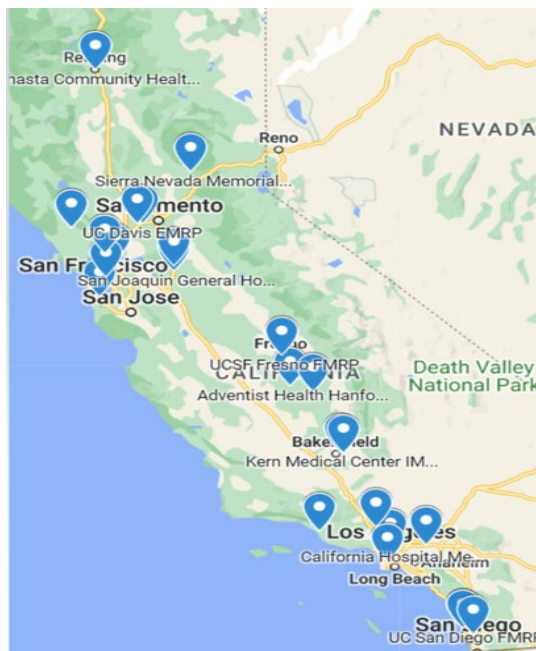 Redding
hasta Community Healt...
Reno
NEVADA
Sierra Nevada Memorial...
Sacramento
UC Davis EMRP
San Francisco
San Joaquin General Ho...
San Jose
Fresno
UCSF Fresno FMRP
CALIFORNIA
Death Valley
National Park
Adventist Health Hanfo...
Bakersfield
Kern Medical Center IM...
Los Angeles
California Hospital Me...
Anaheim
Long Beach
San Diego
UC San Diego FMRP